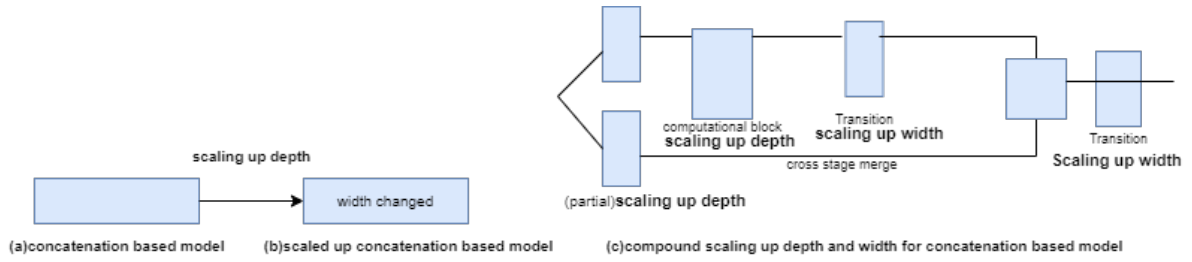 scaling up depth
width changed
(a)concatenation based model
(b)scaled up concatenation based model
computational block
scaling up depth
Transition
scaling up width
cross stage merge
(partial)scaling up depth
Transition
Scaling up width
(c)compound scaling up depth and width for concatenation based model